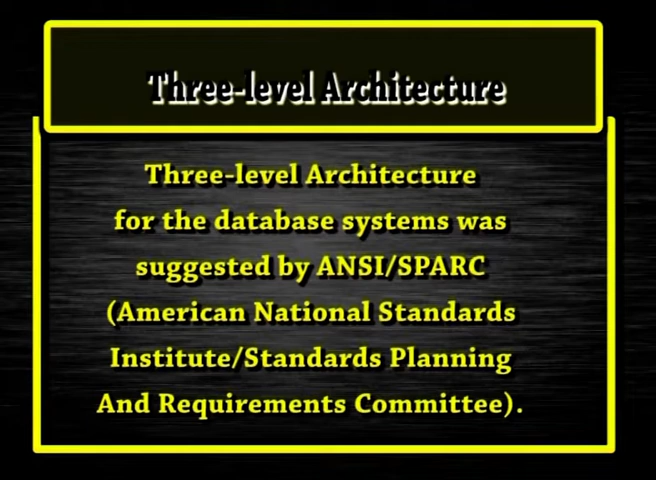 Three-level Architecture
Three-level Architecture
for the database systems was
suggested by ANSI/SPARC
(American National Standards
Institute/Standards Planning
And Requirements Committee).